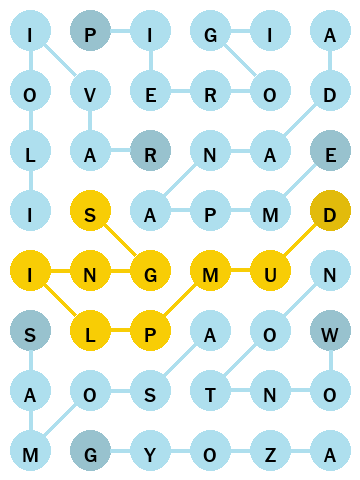 I P I G I A
O V E R O D
L A R N A E
I S A P M D
I N G M U N
S L P A O W
A O S T N O
M G Y O Z A